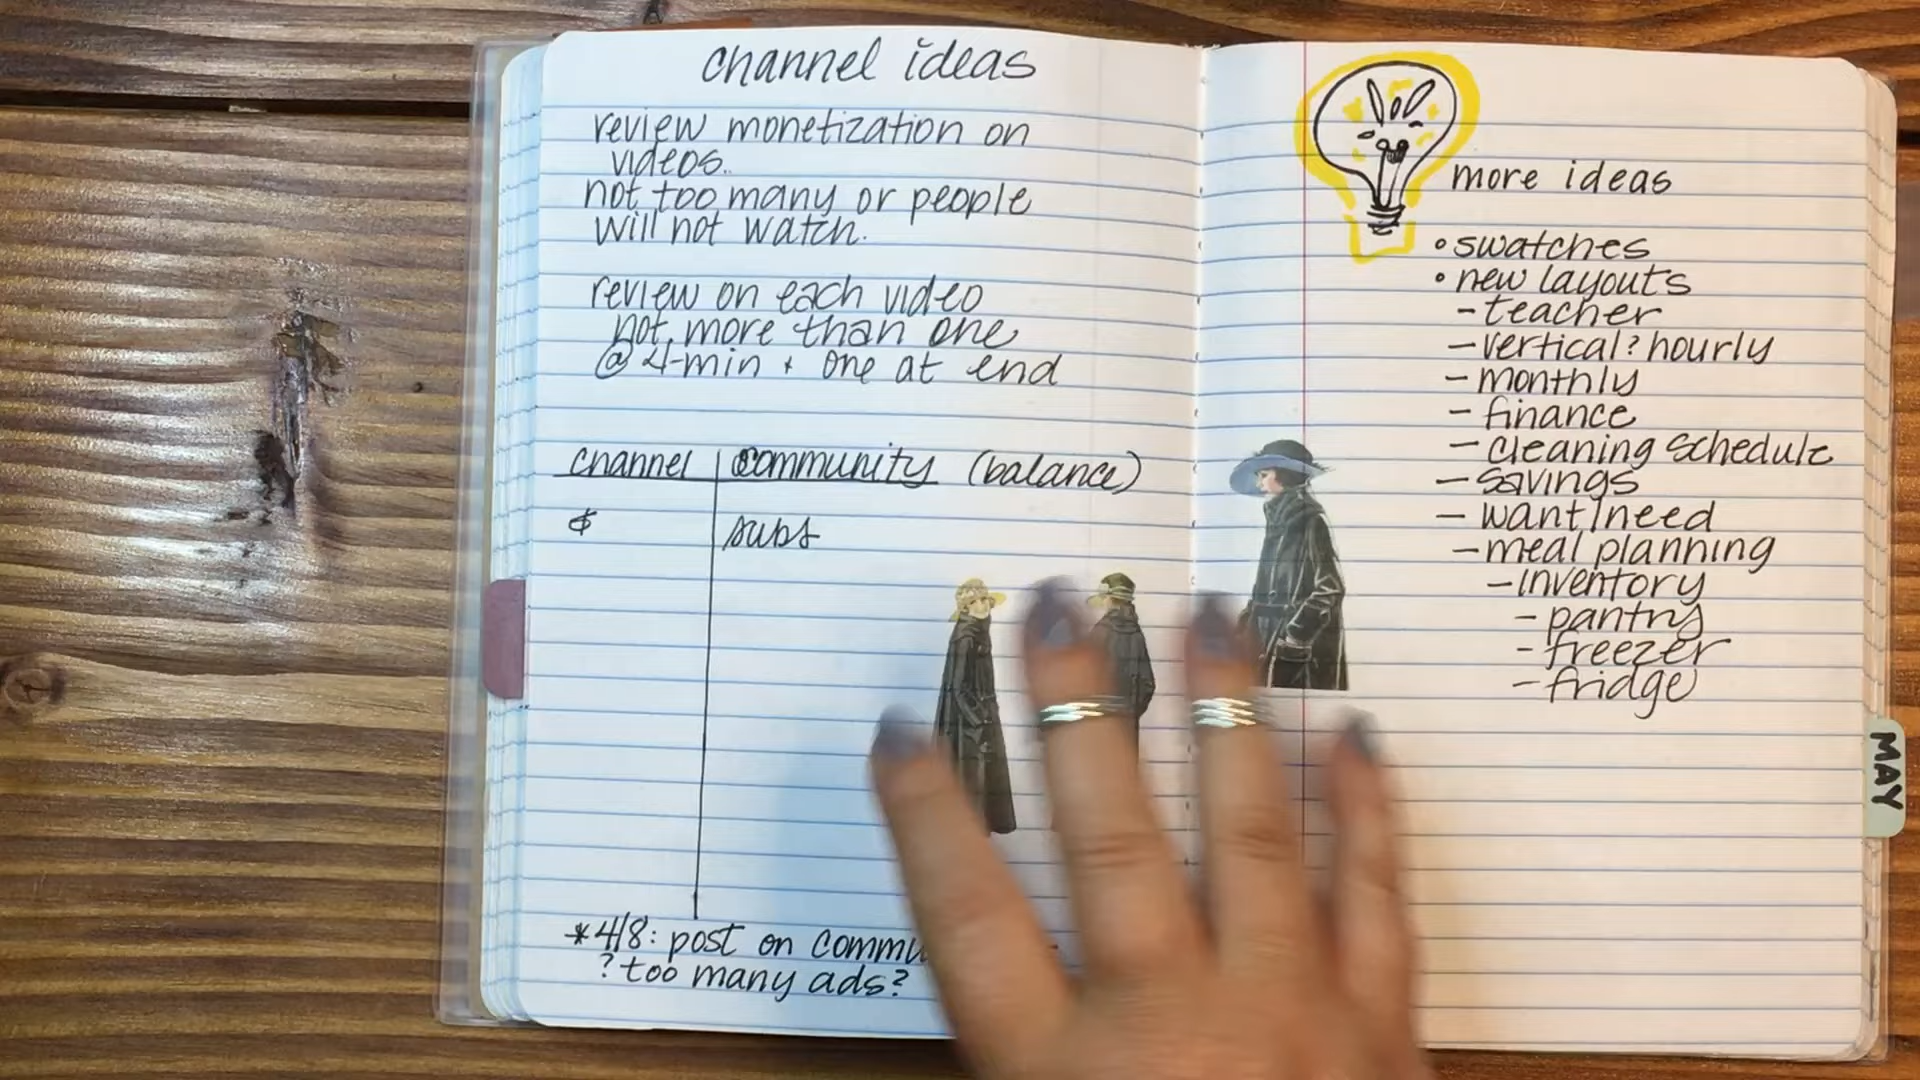 channel ideas
review monetization on
videos..
not too many or people
will not watch.
review on each video
not more than one
@ 4 min + one at end
channel | community (balance)
$ | subs
*4/8: post on commu
? too many ads?
more ideas
• swatches
• new layouts
- teacher
- vertical? hourly
- monthly
- finance
- cleaning schedule
- savings
- want/need
- meal planning
- inventory
- pantry
- freezer
- fridge
MAY